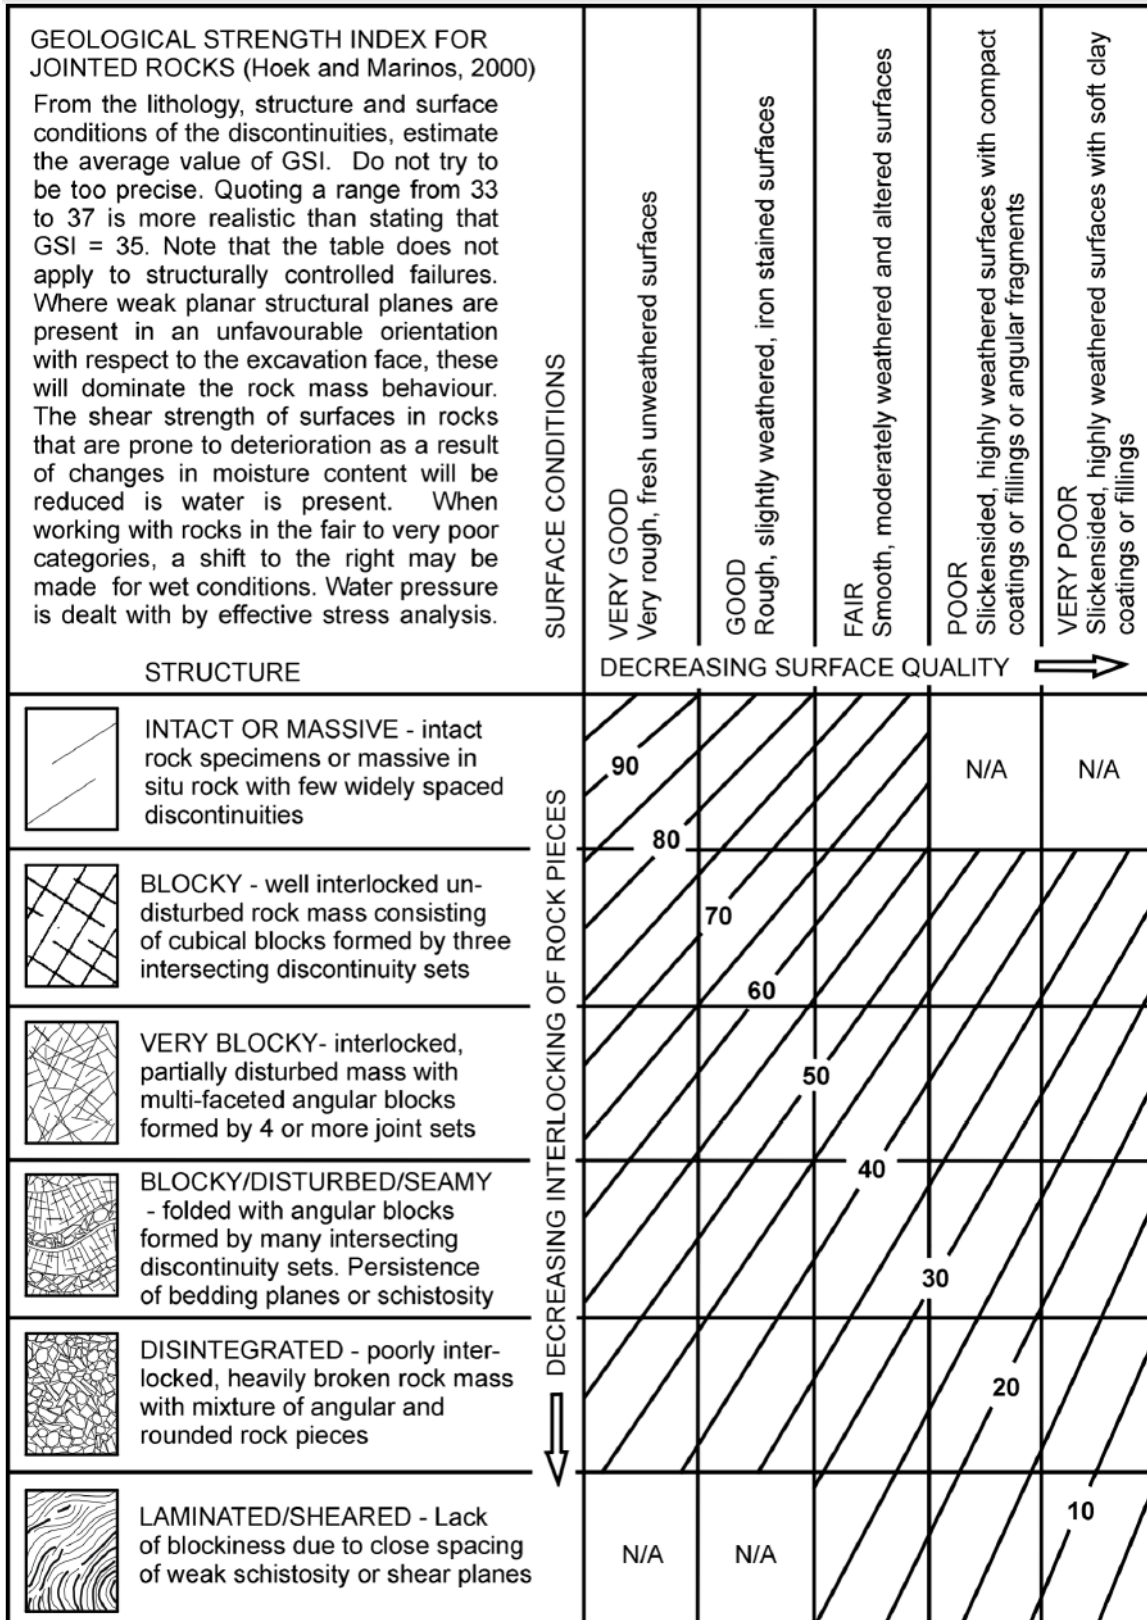 GEOLOGICAL STRENGTH INDEX FOR
JOINTED ROCKS (Hoek and Marinos, 2000)
From the lithology, structure and surface
conditions of the discontinuities, estimate
the average value of GSI. Do not try to
be too precise. Quoting a range from 33
to 37 is more realistic than stating that
GSI = 35. Note that the table does not
apply to structurally controlled failures.
Where weak planar structural planes are
present in an unfavourable orientation
with respect to the excavation face, these
will dominate the rock mass behaviour.
The shear strength of surfaces in rocks
that are prone to deterioration as a result
of changes in moisture content will be
reduced is water is present. When
working with rocks in the fair to very poor
categories, a shift to the right may be
made for wet conditions. Water pressure
is dealt with by effective stress analysis.
STRUCTURE
SURFACE CONDITIONS
VERY GOOD
Very rough, fresh unweathered surfaces
GOOD
Rough, slightly weathered, iron stained surfaces
FAIR
Smooth, moderately weathered and altered surfaces
POOR
Slickensided, highly weathered surfaces with compact
coatings or fillings or angular fragments
VERY POOR
Slickensided, highly weathered surfaces with soft clay
coatings or fillings
DECREASING SURFACE QUALITY
DECREASING INTERLOCKING OF ROCK PIECES
INTACT OR MASSIVE - intact
rock specimens or massive in
situ rock with few widely spaced
discontinuities
90
N/A
N/A
80
BLOCKY - well interlocked un-
disturbed rock mass consisting
of cubical blocks formed by three
intersecting discontinuity sets
70
60
VERY BLOCKY- interlocked,
partially disturbed mass with
multi-faceted angular blocks
formed by 4 or more joint sets
50
BLOCKY/DISTURBED/SEAMY
- folded with angular blocks
formed by many intersecting
discontinuity sets. Persistence
of bedding planes or schistosity
40
30
DISINTEGRATED - poorly inter-
locked, heavily broken rock mass
with mixture of angular and
rounded rock pieces
20
LAMINATED/SHEARED - Lack
of blockiness due to close spacing
of weak schistosity or shear planes
N/A
N/A
10